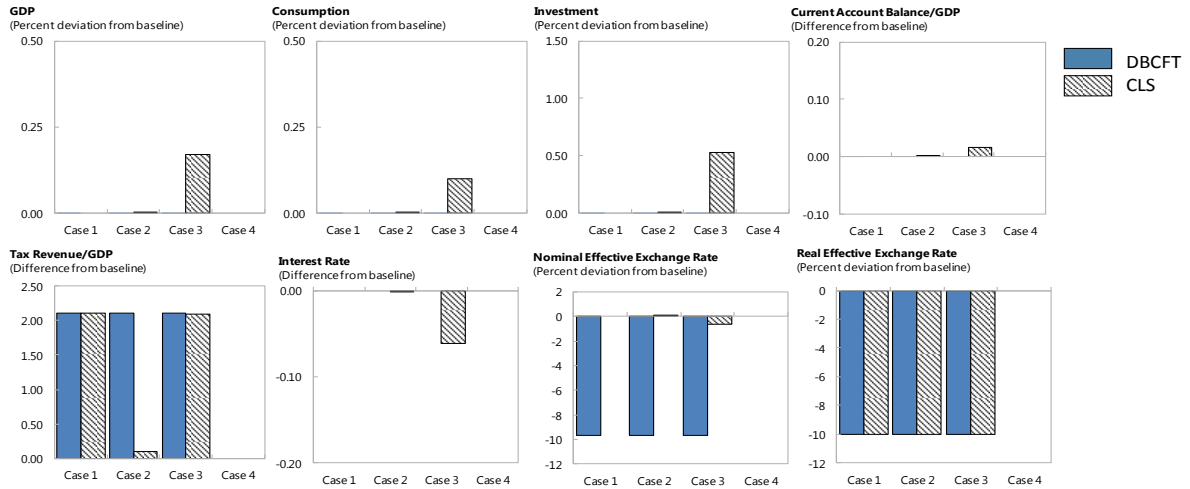 GDP
(Percent deviation from baseline)
0.50
0.25
0.00
Case 1 Case 2 Case 3 Case 4
Consumption
(Percent deviation from baseline)
0.50
0.25
0.00
Case 1 Case 2 Case 3 Case 4
Investment
(Percent deviation from baseline)
1.50
1.00
0.50
0.00
Case 1 Case 2 Case 3 Case 4
Current Account Balance/GDP
(Difference from baseline)
0.20
0.10
0.00
-0.10
Case 1 Case 2 Case 3 Case 4
DBCFT
CLS
Tax Revenue/GDP
(Difference from baseline)
2.50
2.00
1.50
1.00
0.50
0.00
Case 1 Case 2 Case 3 Case 4
Interest Rate
(Difference from baseline)
0.00
-0.10
-0.20
Case 1 Case 2 Case 3 Case 4
Nominal Effective Exchange Rate
(Percent deviation from baseline)
2
0
-2
-4
-6
-8
-10
-12
Case 1 Case 2 Case 3 Case 4
Real Effective Exchange Rate
(Percent deviation from baseline)
0
-2
-4
-6
-8
-10
-12
Case 1 Case 2 Case 3 Case 4